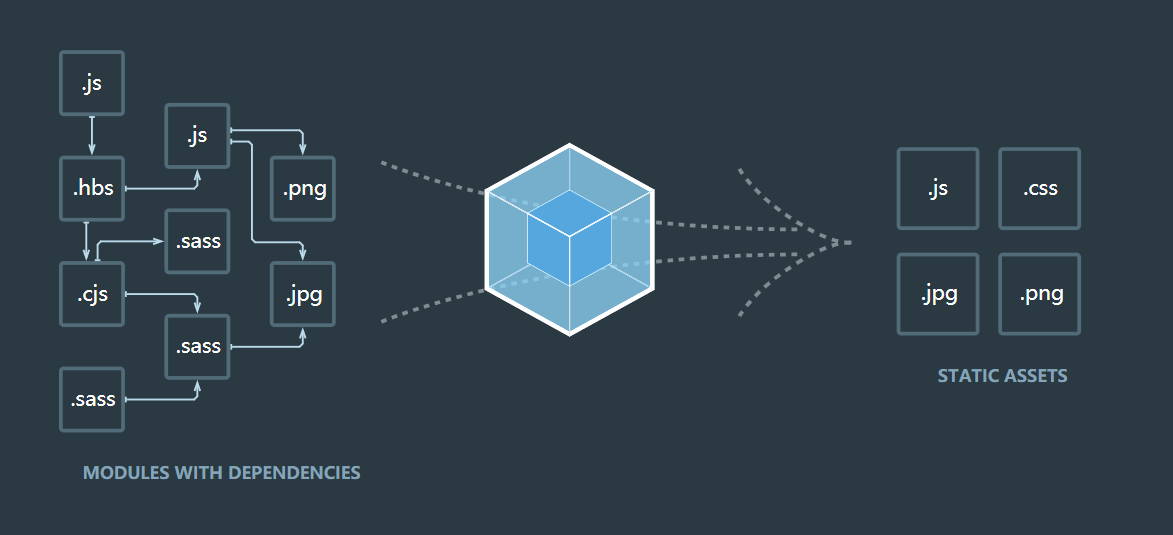 .js
.js
.hbs
.png
.sass
.cjs
.jpg
.sass
.sass
MODULES WITH DEPENDENCIES
.js
.css
.jpg
.png
STATIC ASSETS